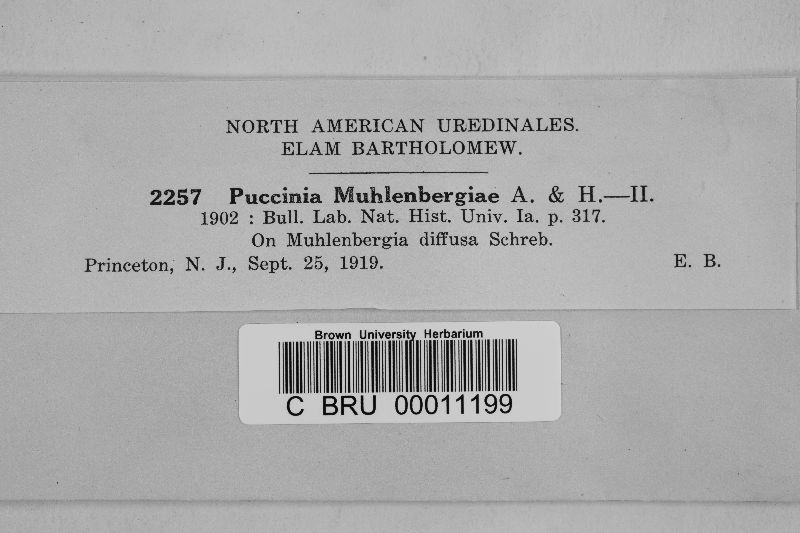 NORTH AMERICAN UREDINALES.
ELAM BARTHOLOMEW.
2257 Puccinia Muhlenbergiae A. & H.—II.
1902 : Bull. Lab. Nat. Hist. Univ. Ia. p. 317.
On Muhlenbergia diffusa Schreb.
Princeton, N. J., Sept. 25, 1919. E. B.
Brown University Herbarium
C BRU 00011199